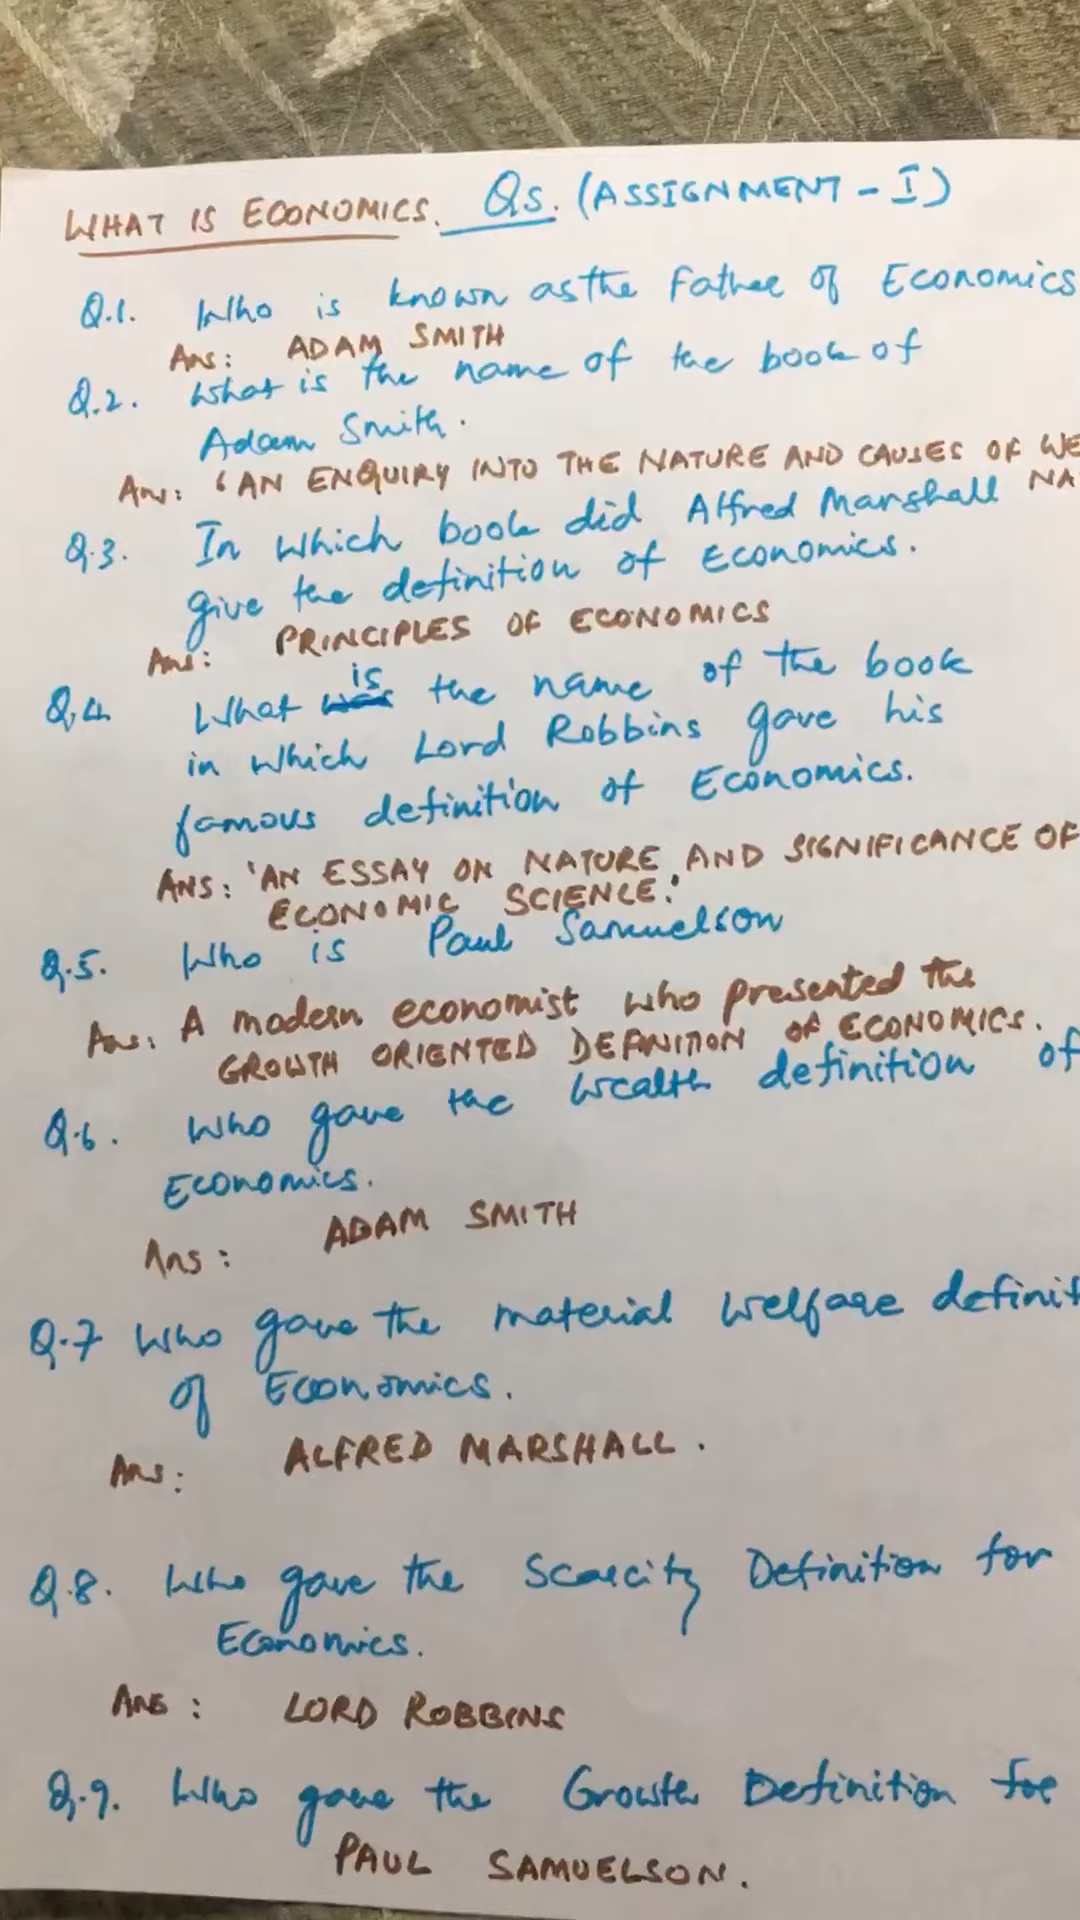 WHAT IS ECONOMICS. Qs. (ASSIGNMENT - I)
Q.1. Who is known as the Father of Economics
Ans: ADAM SMITH
Q.2. What is the name of the book of
Adam Smith.
Ans: 'AN ENQUIRY INTO THE NATURE AND CAUSES OF WE
NA
Q.3. In which book did Alfred Marshall
give the definition of Economics.
Ans: PRINCIPLES OF ECONOMICS
Q.4. What is the name of the book
in which Lord Robbins gave his
famous definition of Economics.
ANS: 'AN ESSAY ON NATURE AND SIGNIFICANCE OF
ECONOMIC SCIENCE.'
Q.5. Who is Paul Samuelson
Ans: A modern economist who presented the
GROWTH ORIENTED DEFINITION OF ECONOMICS.
Q.6. Who gave the Wealth definition of
Economics.
Ans: ADAM SMITH
Q.7 Who gave the material welfare definit
of Economics.
Ans: ALFRED MARSHALL.
Q.8. Who gave the Scarcity Definition for
Economics.
Ans: LORD ROBBINS
Q.9. Who gave the Growth Definition for
PAUL SAMUELSON.